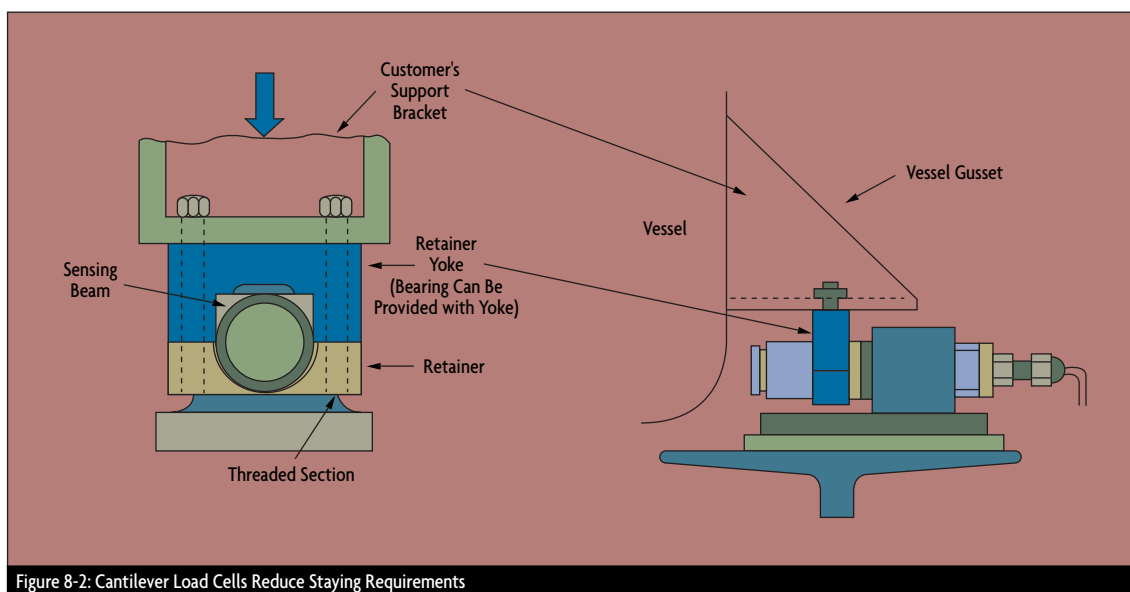 Customer's
Support
Bracket
Vessel Gusset
Vessel
Retainer
Yoke
(Bearing Can Be
Provided with Yoke)
Sensing
Beam
Retainer
Threaded Section
Figure 8-2: Cantilever Load Cells Reduce Staying Requirements